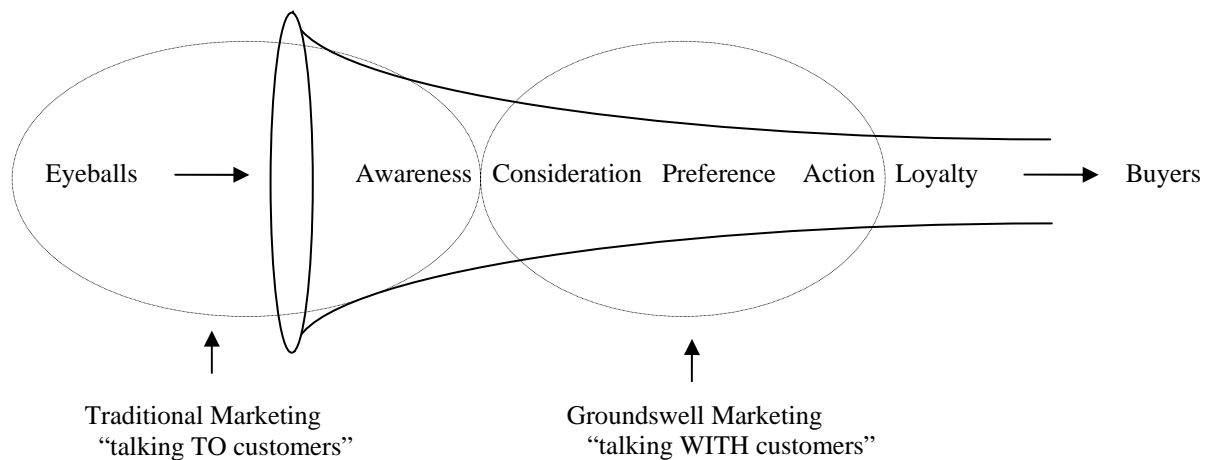 Eyeballs Awareness Consideration Preference Action Loyalty Buyers
Traditional Marketing
“talking TO customers”
Groundswell Marketing
“talking WITH customers”